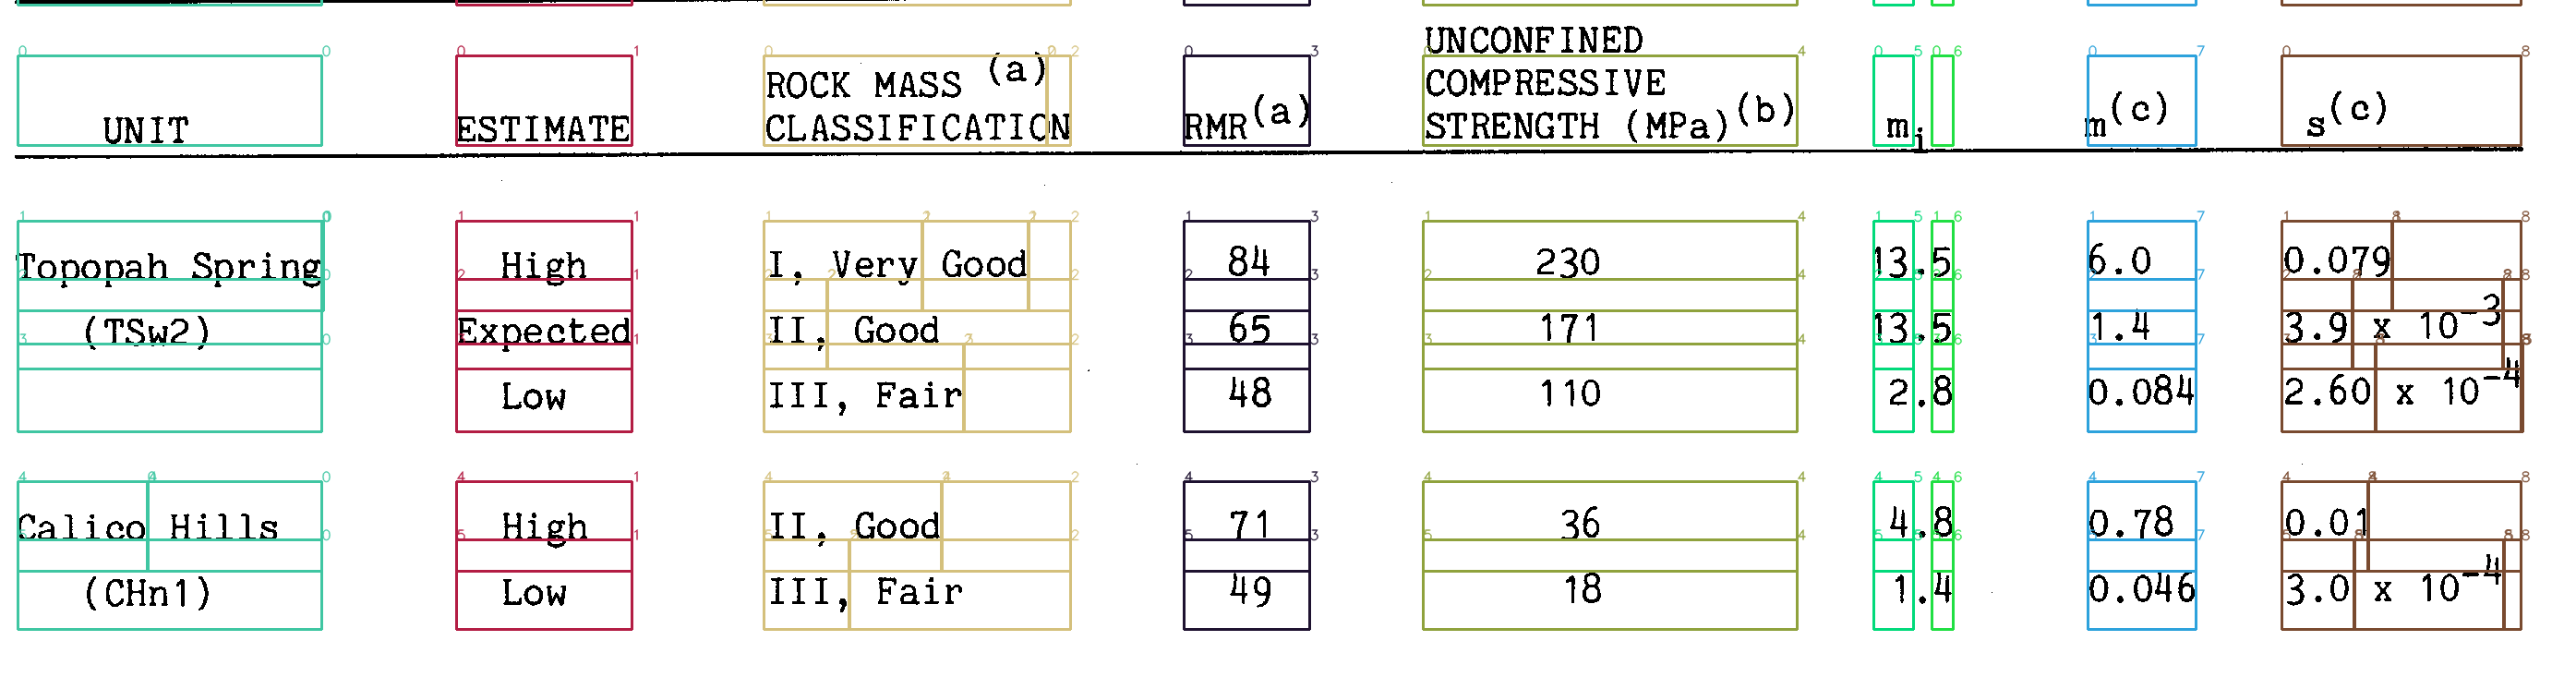 UNIT ESTIMATE ROCK MASS (a) CLASSIFICATION RMR(a) UNCONFINED COMPRESSIVE STRENGTH (MPa)(b) mi m(c) s(c)
Topopah Spring High I, Very Good 84 230 13.5 6.0 0.079
(TSw2) Expected II, Good 65 171 13.5 1.4 3.9 x 10-3
Low III, Fair 48 110 2.8 0.084 2.60 x 10-4
Calico Hills High II, Good 71 36 4.8 0.78 0.01
(CHn1) Low III, Fair 49 18 1.4 0.046 3.0 x 10-4